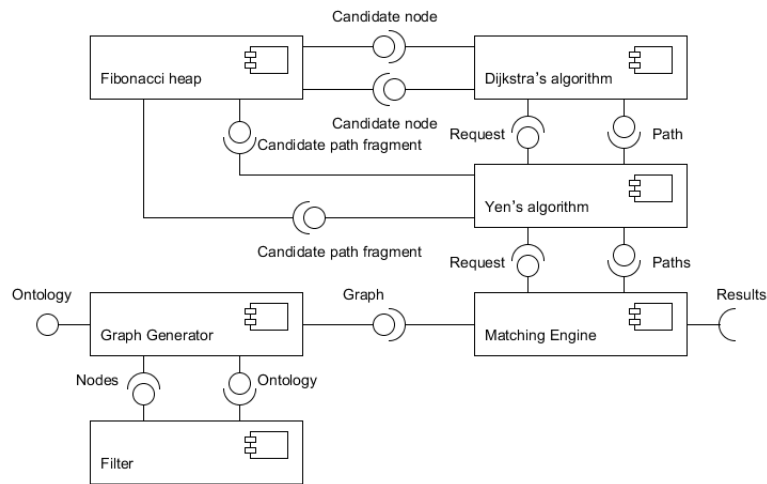 Candidate node
Fibonacci heap
Dijkstra's algorithm
Candidate node
Request
Path
Candidate path fragment
Yen's algorithm
Candidate path fragment
Request
Paths
Ontology
Graph
Results
Graph Generator
Matching Engine
Nodes
Ontology
Filter